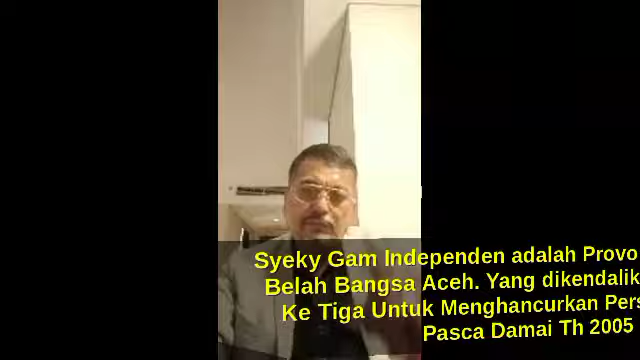 Syeky Gam Independen adalah Provo
Belah Bangsa Aceh. Yang dikendalik
Ke Tiga Untuk Menghancurkan Pers
Pasca Damai Th 2005